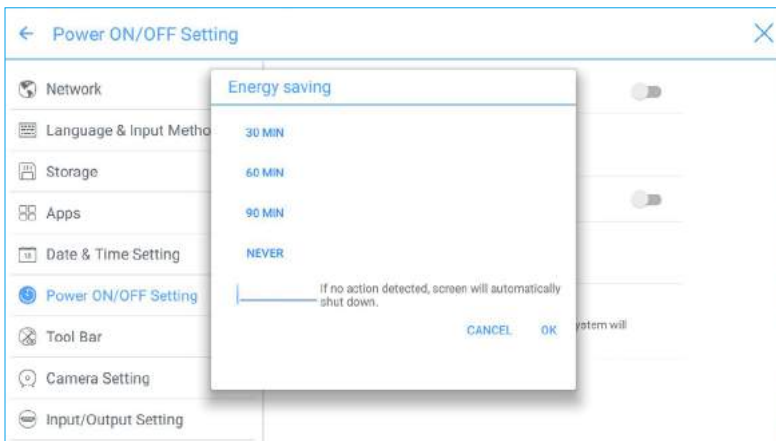 Power ON/OFF Setting
Network
Language & Input Metho
Storage
Apps
Date & Time Setting
Power ON/OFF Setting
Tool Bar
Camera Setting
Input/Output Setting
Energy saving
30 MIN
60 MIN
90 MIN
NEVER
If no action detected, screen will automatically
shut down.
CANCEL OK
ystem will